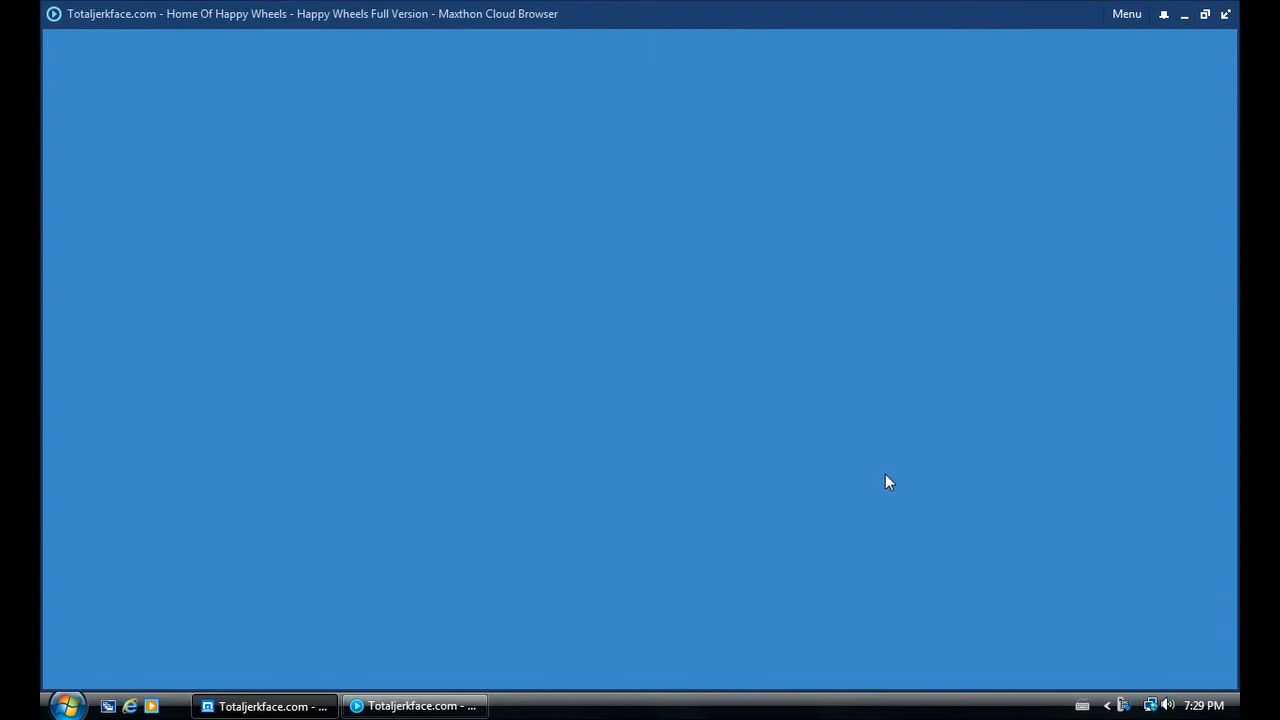 Totaljerkface.com - Home Of Happy Wheels - Happy Wheels Full Version - Maxthon Cloud Browser
Menu
Totaljerkface.com - ...
Totaljerkface.com - ...
7:29 PM